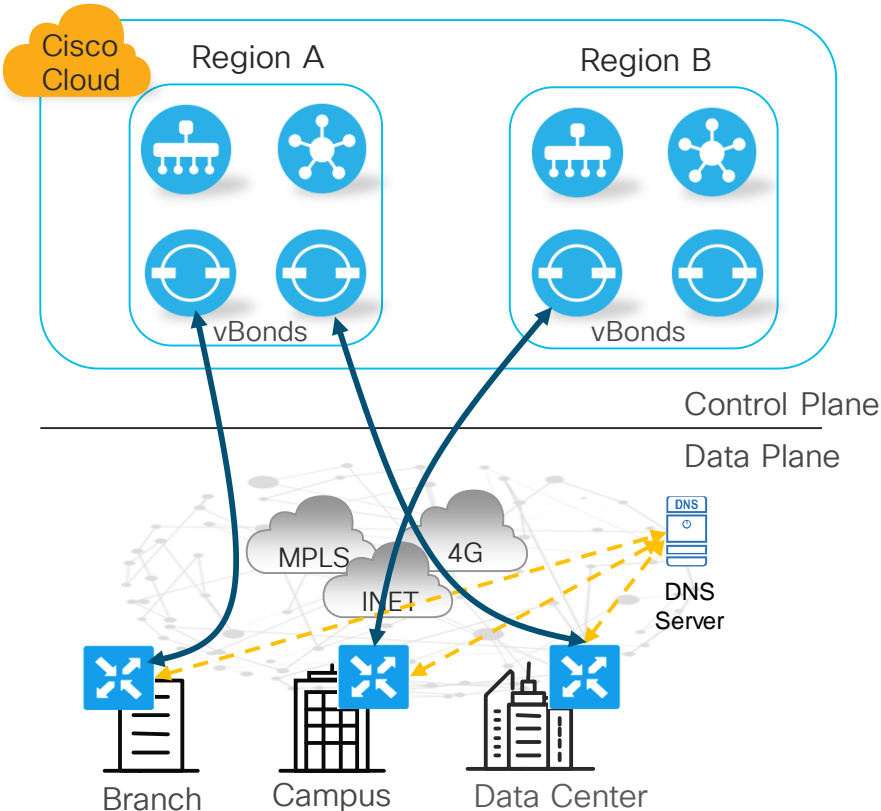 Cisco
Cloud
Region A
Region B
vBonds
vBonds
Control Plane
Data Plane
DNS
MPLS
4G
INET
DNS
Server
Branch
Campus
Data Center